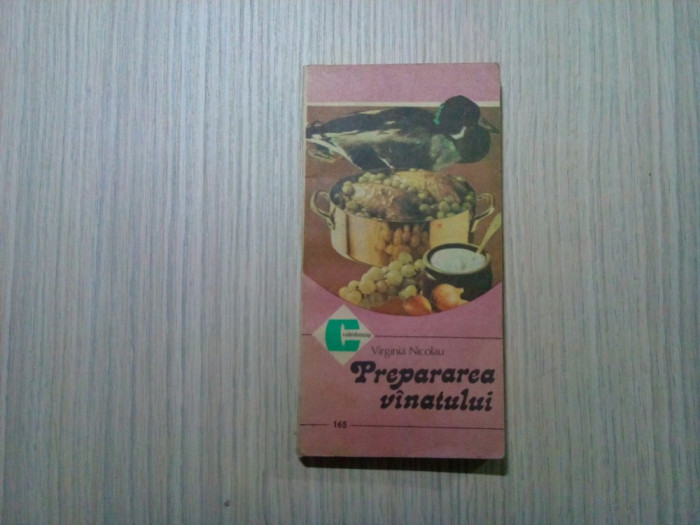 C
Virginia Nicolau
Prepararea
vînatului
165